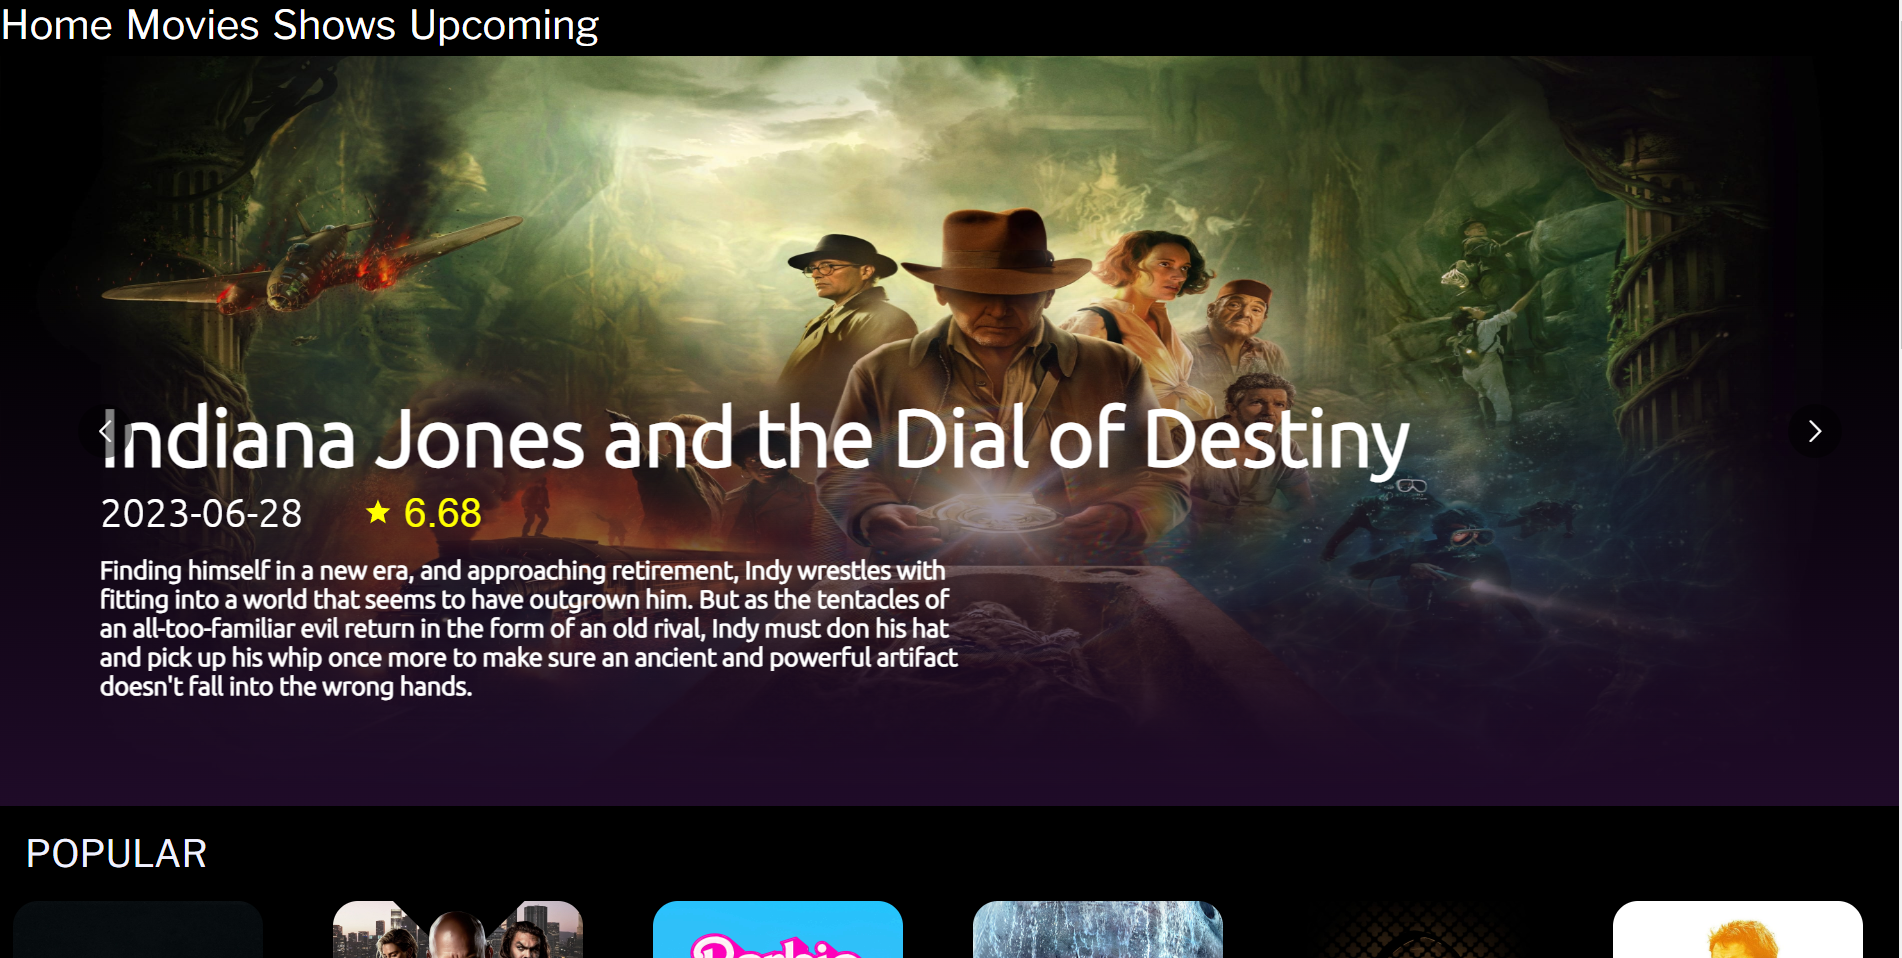 Home Movies Shows Upcoming
Indiana Jones and the Dial of Destiny
2023-06-28 ★ 6.68
Finding himself in a new era, and approaching retirement, Indy wrestles with
fitting into a world that seems to have outgrown him. But as the tentacles of
an all-too-familiar evil return in the form of an old rival, Indy must don his hat
and pick up his whip once more to make sure an ancient and powerful artifact
doesn't fall into the wrong hands.
POPULAR
Barbie